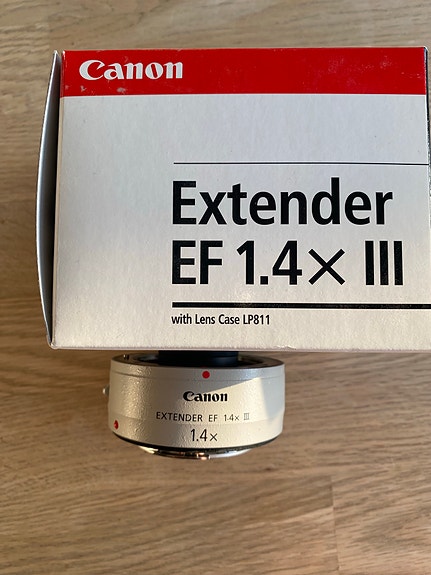 Canon
Extender
EF 1.4× III
with Lens Case LP811
Canon
EXTENDER EF 1.4× III
1.4×